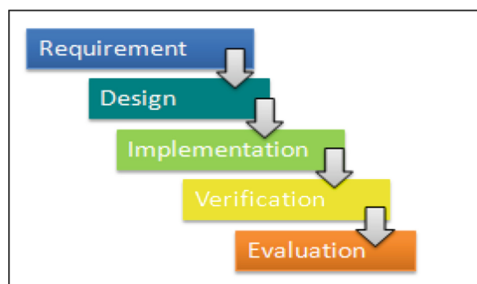 Requirement
Design
Implementation
Verification
Evaluation